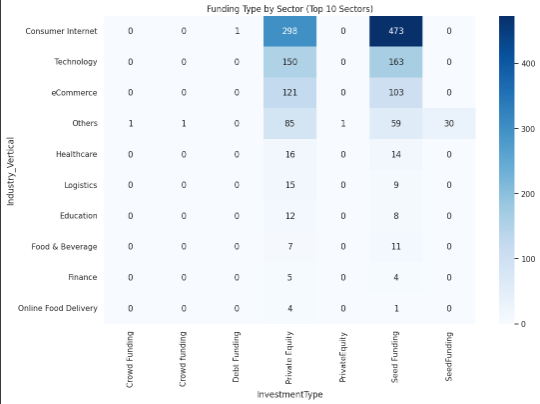 Funding Type by Sector (Top 10 Sectors)
Industry_Vertical
Consumer Internet 0 0 1 298 0 473 0
Technology 0 0 0 150 0 163 0
eCommerce 0 0 0 121 0 103 0
Others 1 1 0 85 1 59 30
Healthcare 0 0 0 16 0 14 0
Logistics 0 0 0 15 0 9 0
Education 0 0 0 12 0 8 0
Food & Beverage 0 0 0 7 0 11 0
Finance 0 0 0 5 0 4 0
Online Food Delivery 0 0 0 4 0 1 0
Crowd Funding
Crowd funding
Debt Funding
Private Equity
PrivateEquity
Seed Funding
SeedFunding
InvestmentType
400
300
200
100
0